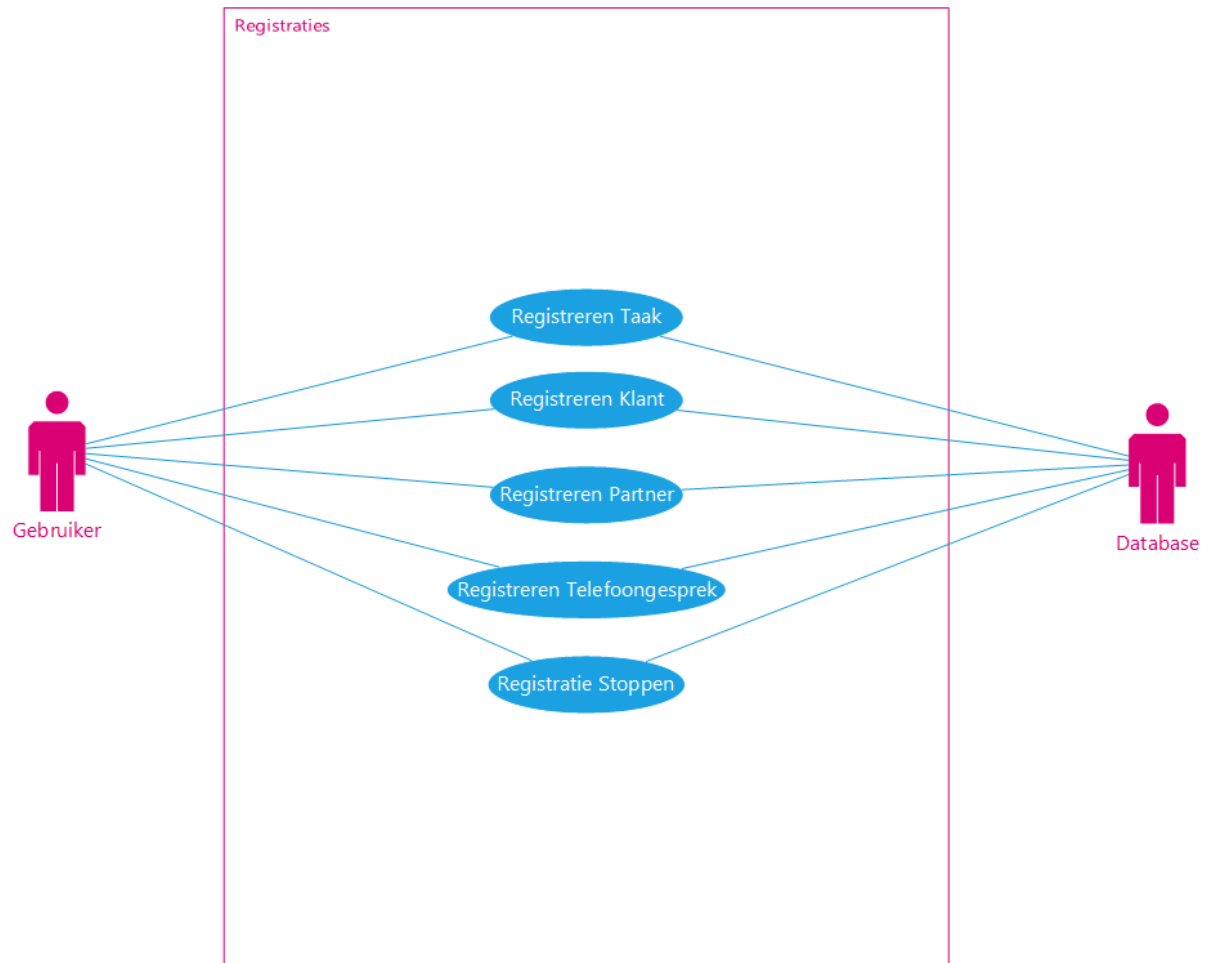 Registraties
Registreren Taak
Registreren Klant
Registreren Partner
Gebruiker
Database
Registreren Telefoongesprek
Registratie Stoppen